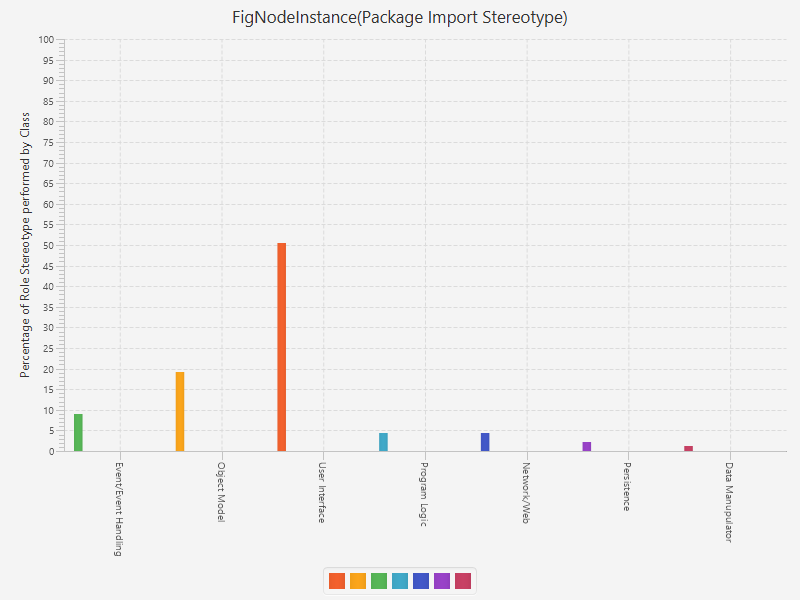 FigNodeInstance(Package Import Stereotype)
Percentage of Role Stereotype performed by Class
100
95
90
85
80
75
70
65
60
55
50
45
40
35
30
25
20
15
10
5
0
Event/Event Handling
Object Model
User Interface
Program Logic
Network/Web
Persistence
Data Manupulator